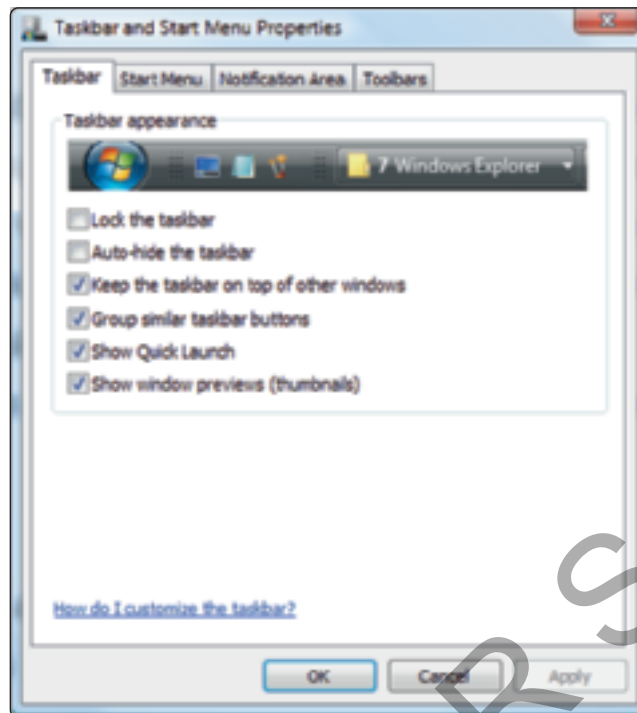 Taskbar and Start Menu Properties
Taskbar Start Menu Notification Area Toolbars
Taskbar appearance
7 Windows Explorer
Lock the taskbar
Auto-hide the taskbar
Keep the taskbar on top of other windows
Group similar taskbar buttons
Show Quick Launch
Show window previews (thumbnails)
How do I customize the taskbar?
OK Cancel Apply
R S